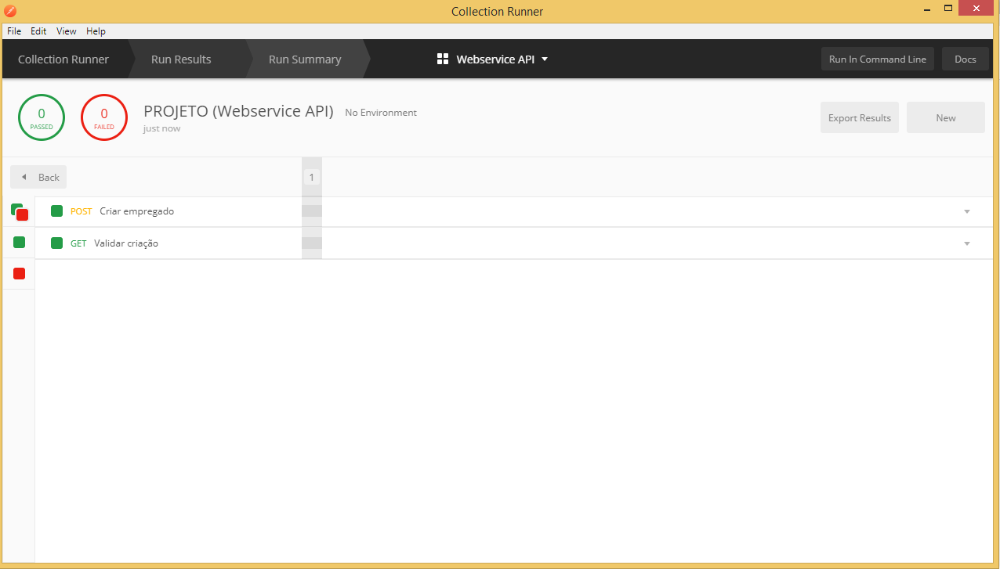 Collection Runner
File Edit View Help
Collection Runner Run Results Run Summary Webservice API Run In Command Line Docs
0 PASSED
0 FAILED
PROJETO (Webservice API) No Environment
just now
Export Results New
Back 1
POST Criar empregado
GET Validar criação